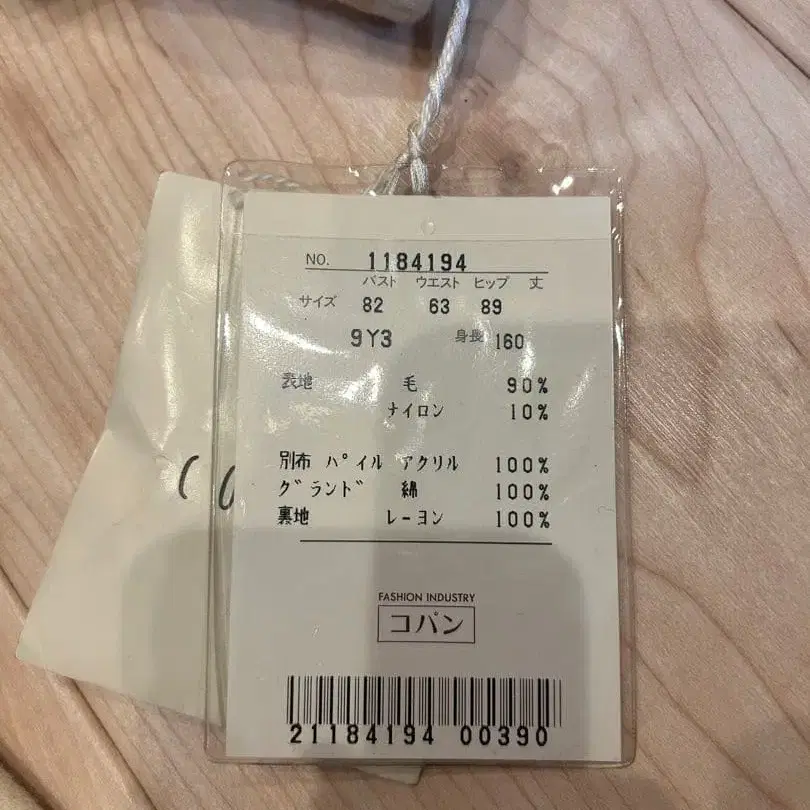 NO. 1184194
バスト ウエスト ヒップ 丈
サイズ 82 63 89
9Y3 身長 160
表地 毛 90%
ナイロン 10%
別布 パイル アクリル 100%
グランド 綿 100%
裏地 レーヨン 100%
FASHION INDUSTRY
コパン
21184194 00390